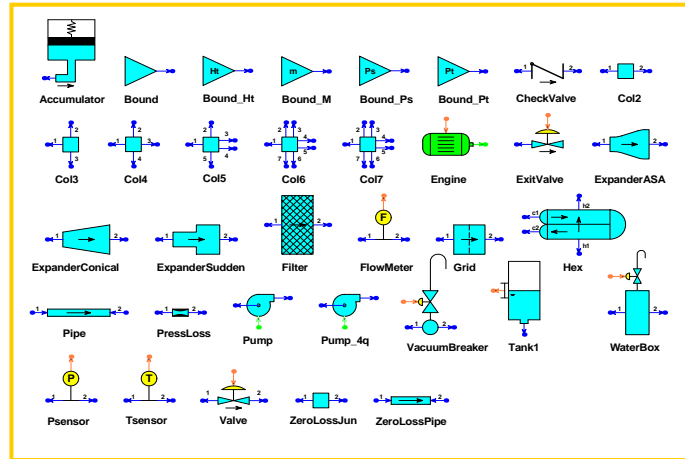 Ht m Ps Pt
Accumulator Bound Bound_Ht Bound_M Bound_Ps Bound_Pt CheckValve Col2
Col3 Col4 Col5 Col6 Col7 Engine ExitValve ExpanderASA
h2
c1
c2
h1
F
ExpanderConical ExpanderSudden Filter FlowMeter Grid Hex
Pipe PressLoss Pump Pump_4q VacuumBreaker Tank1 WaterBox
P T
Psensor Tsensor Valve ZeroLossJun ZeroLossPipe